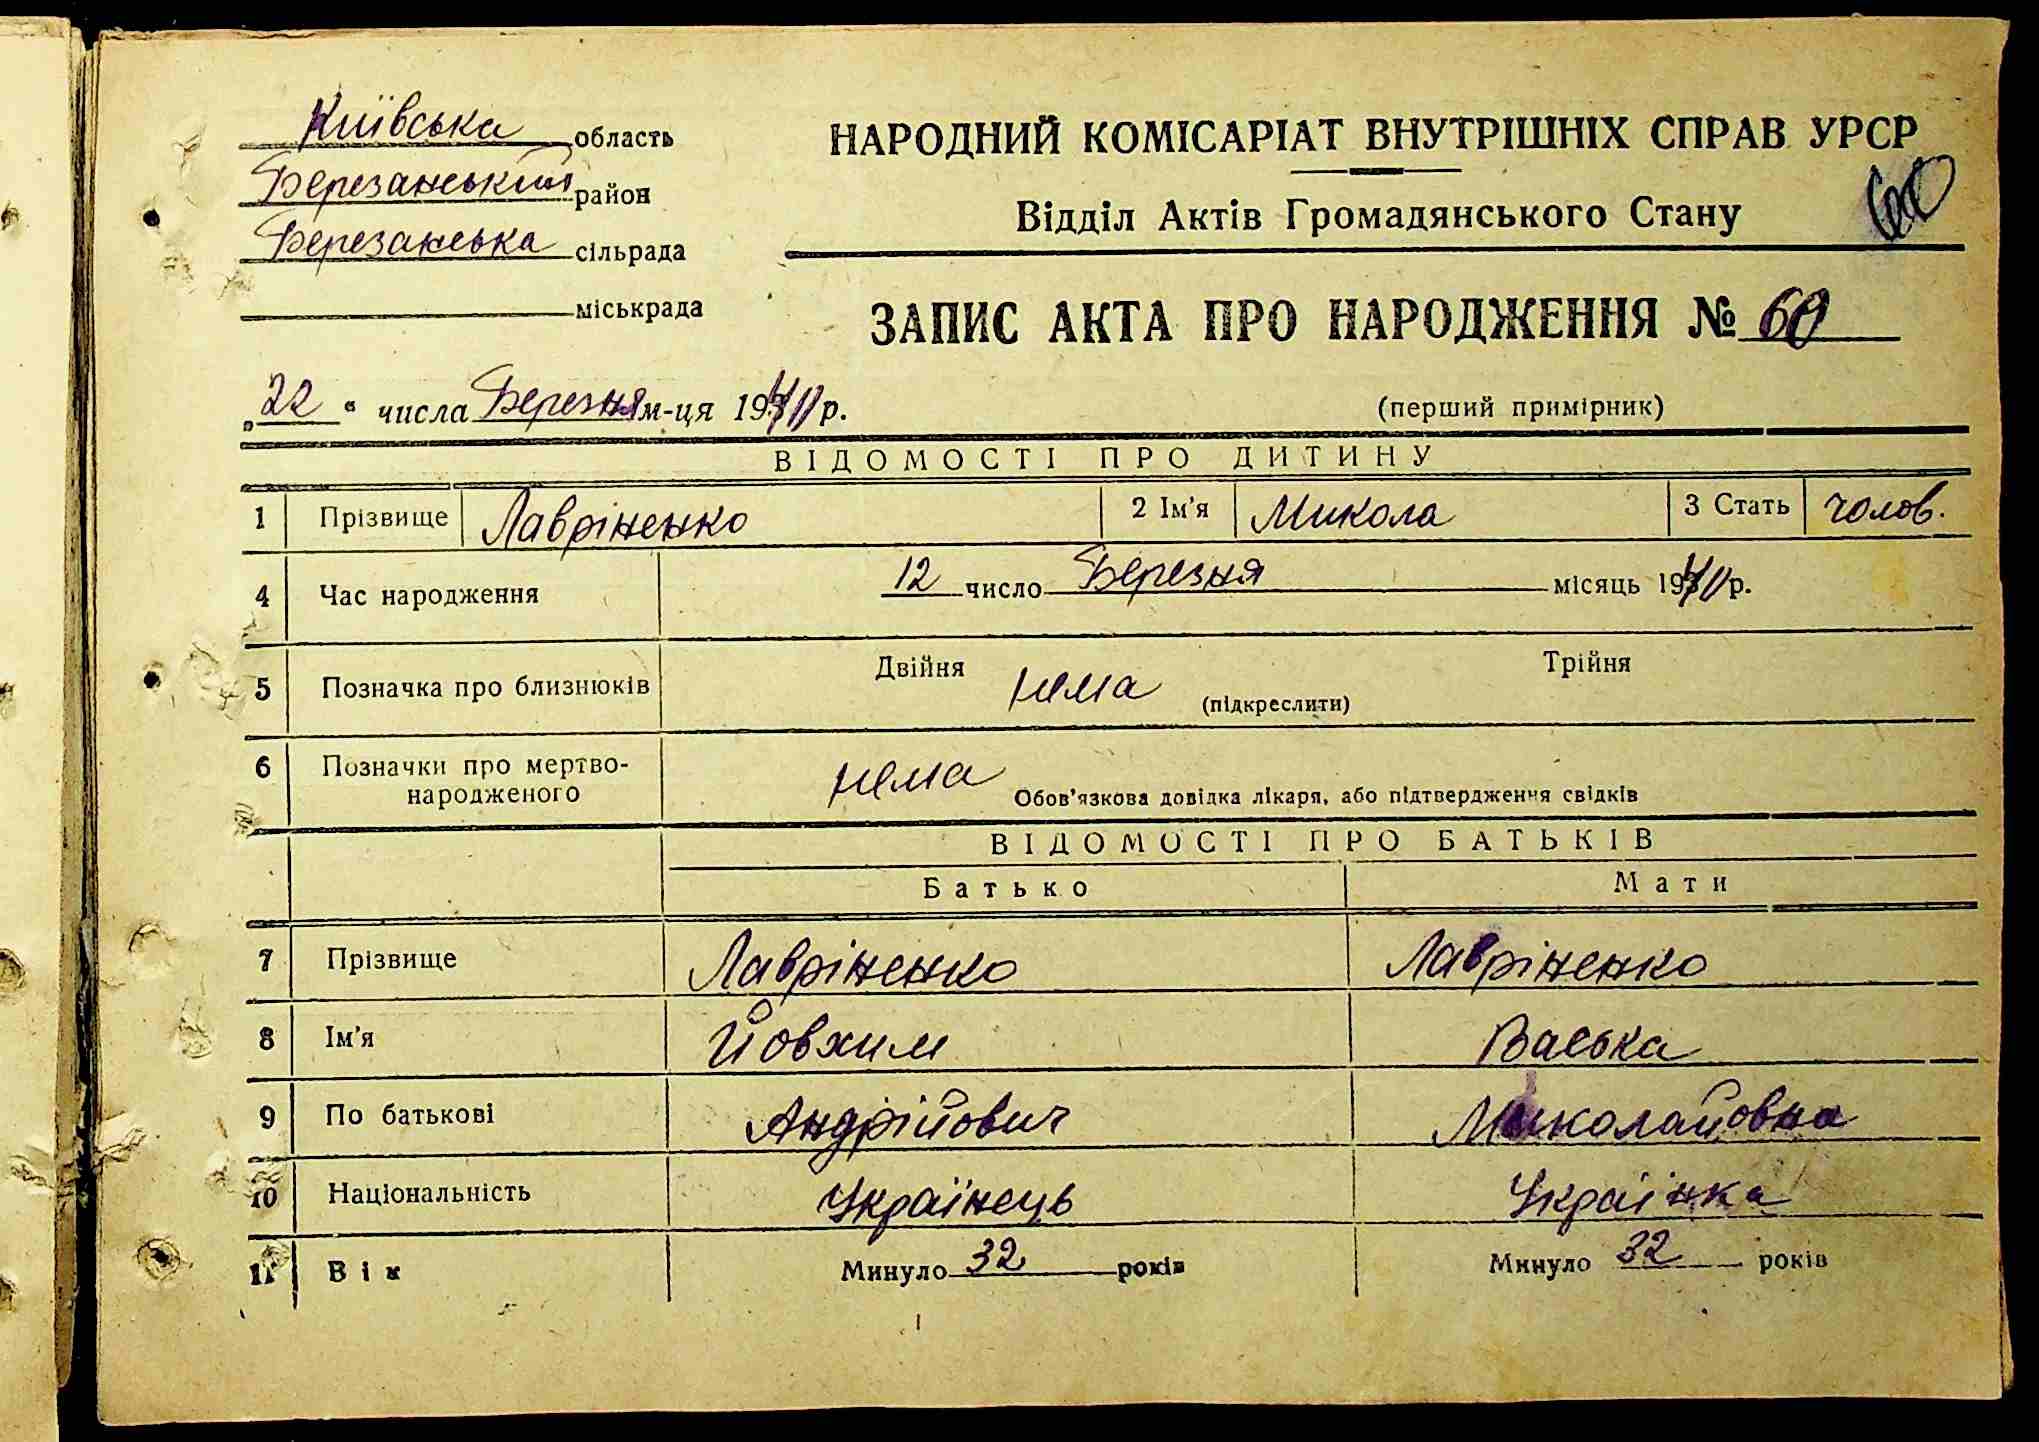 Київська область
Березанський район
Березанська сільрада
міськрада
НАРОДНИЙ КОМІСАРІАТ ВНУТРІШНІХ СПРАВ УРСР
Відділ Актів Громадянського Стану
60
ЗАПИС АКТА ПРО НАРОДЖЕННЯ № 60
„22“ числа Березня м-ця 1940 р.
(перший примірник)
ВІДОМОСТІ ПРО ДИТИНУ
1 Прізвище Лавріненко 2 Ім'я Микола 3 Стать чолов.
4 Час народження 12 число Березня місяць 1940 р.
5 Позначка про близнюків Двійня нема (підкреслити) Трійня
6 Позначки про мертво-
народженого нема Обов'язкова довідка лікаря, або підтвердження свідків
ВІДОМОСТІ ПРО БАТЬКІВ
Батько Мати
7 Прізвище Лавріненко Лавріненко
8 Ім'я Йовхим Васька
9 По батькові Андрійович Миколайовна
10 Національність Українець Українка
11 Вік Минуло 32 років Минуло 32 років